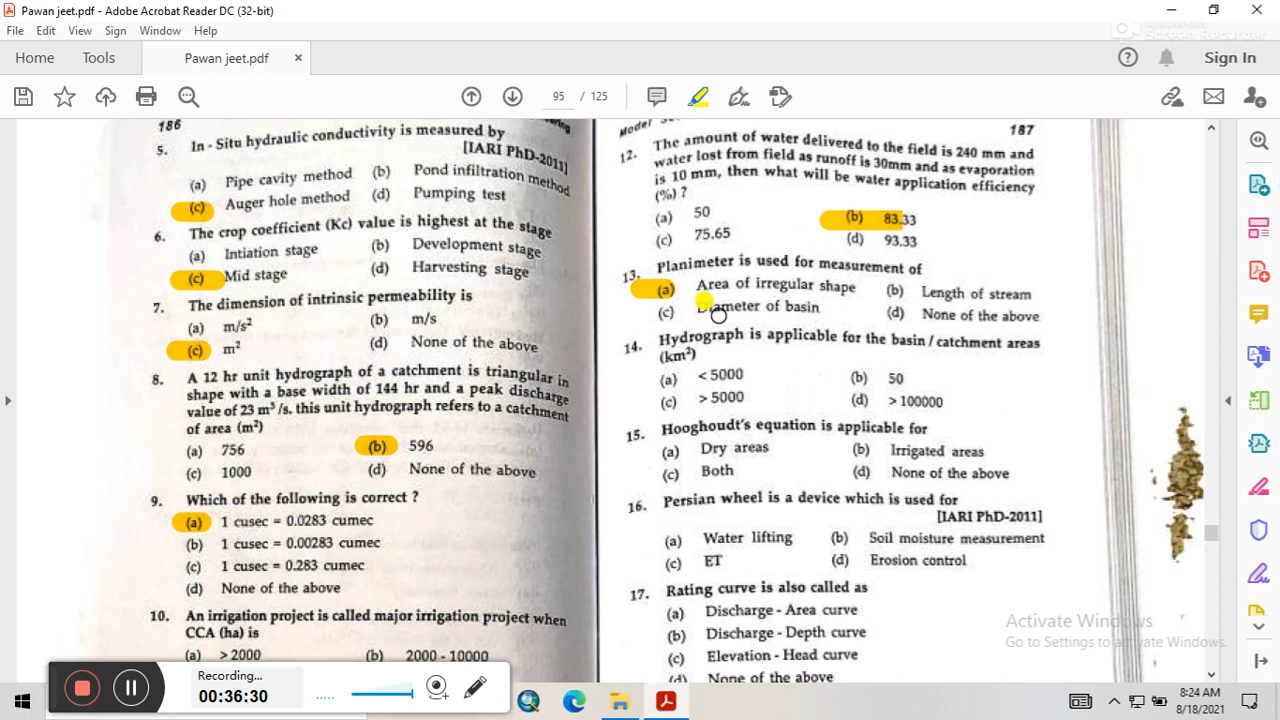 Pawan jeet.pdf - Adobe Acrobat Reader DC (32-bit)
File Edit View Sign Window Help
Home Tools Pawan jeet.pdf × Sign In
95 / 125
186
5. In - Situ hydraulic conductivity is measured by
[IARI PhD-2011]
(a) Pipe cavity method (b) Pond infiltration method
(c) Auger hole method (d) Pumping test
6. The crop coefficient (Kc) value is highest at the stage
(a) Intiation stage (b) Development stage
(c) Mid stage (d) Harvesting stage
7. The dimension of intrinsic permeability is
(a) m/s² (b) m/s
(c) m² (d) None of the above
8. A 12 hr unit hydrograph of a catchment is triangular in
shape with a base width of 144 hr and a peak discharge
value of 23 m³/s. this unit hydrograph refers to a catchment
of area (m²)
(a) 756 (b) 596
(c) 1000 (d) None of the above
9. Which of the following is correct ?
(a) 1 cusec = 0.0283 cumec
(b) 1 cusec = 0.00283 cumec
(c) 1 cusec = 0.283 cumec
(d) None of the above
10. An irrigation project is called major irrigation project when
CCA (ha) is
(a) > 2000 (b) 2000 - 10000
Model 187
12. The amount of water delivered to the field is 240 mm and
water lost from field as runoff is 30mm and as evaporation
is 10 mm, then what will be water application efficiency
(%) ?
(a) 50 (b) 83.33
(c) 75.65 (d) 93.33
13. Planimeter is used for measurement of
(a) Area of irregular shape (b) Length of stream
(c) Diameter of basin (d) None of the above
14. Hydrograph is applicable for the basin / catchment areas
(km²)
(a) < 5000 (b) 50
(c) > 5000 (d) > 100000
15. Hooghoudt's equation is applicable for
(a) Dry areas (b) Irrigated areas
(c) Both (d) None of the above
16. Persian wheel is a device which is used for
[IARI PhD-2011]
(a) Water lifting (b) Soil moisture measurement
(c) ET (d) Erosion control
17. Rating curve is also called as
(a) Discharge - Area curve
(b) Discharge - Depth curve
(c) Elevation - Head curve
(d) None of the above
Activate Windows
Go to Settings to activate Windows.
Recording...
00:36:30
8:24 AM
8/18/2021